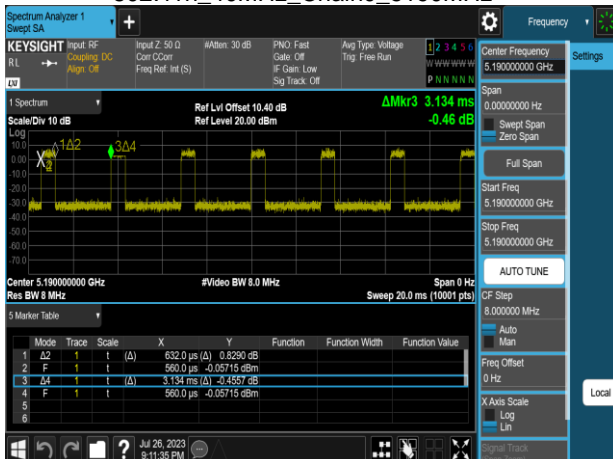 Spectrum Analyzer 1
Swept SA
+
Frequency
KEYSIGHT
RL
LXI
Input: RF
Coupling: DC
Align: Off
Input Z: 50 Ω
Corr CCorr
Freq Ref: Int (S)
#Atten: 30 dB
PNO: Fast
Gate: Off
IF Gain: Low
Sig Track: Off
Avg Type: Voltage
Trig: Free Run
1 2 3 4 5 6
W W W W W W
P N N N N N
1 Spectrum
Scale/Div 10 dB
Log
Ref Lvl Offset 10.40 dB
Ref Level 20.00 dBm
ΔMkr3 3.134 ms
-0.46 dB
10.0
0.00
-10.0
-20.0
-30.0
-40.0
-50.0
-60.0
-70.0
X
2
1Δ2
3Δ4
Center 5.190000000 GHz
Res BW 8 MHz
#Video BW 8.0 MHz
Span 0 Hz
Sweep 20.0 ms (10001 pts)
5 Marker Table
Mode Trace Scale X Y Function Function Width Function Value
1 Δ2 1 t (Δ) 632.0 µs (Δ) 0.8290 dB
2 F 1 t 560.0 µs -0.05715 dBm
3 Δ4 1 t (Δ) 3.134 ms (Δ) -0.4557 dB
4 F 1 t 560.0 µs -0.05715 dBm
5
6
?
Jul 26, 2023
9:11:35 PM
Center Frequency
5.190000000 GHz
Settings
Span
0.00000000 Hz
Swept Span
Zero Span
Full Span
Start Freq
5.190000000 GHz
Stop Freq
5.190000000 GHz
AUTO TUNE
CF Step
8.000000 MHz
Auto
Man
Freq Offset
0 Hz
Local
X Axis Scale
Log
Lin
Signal Track